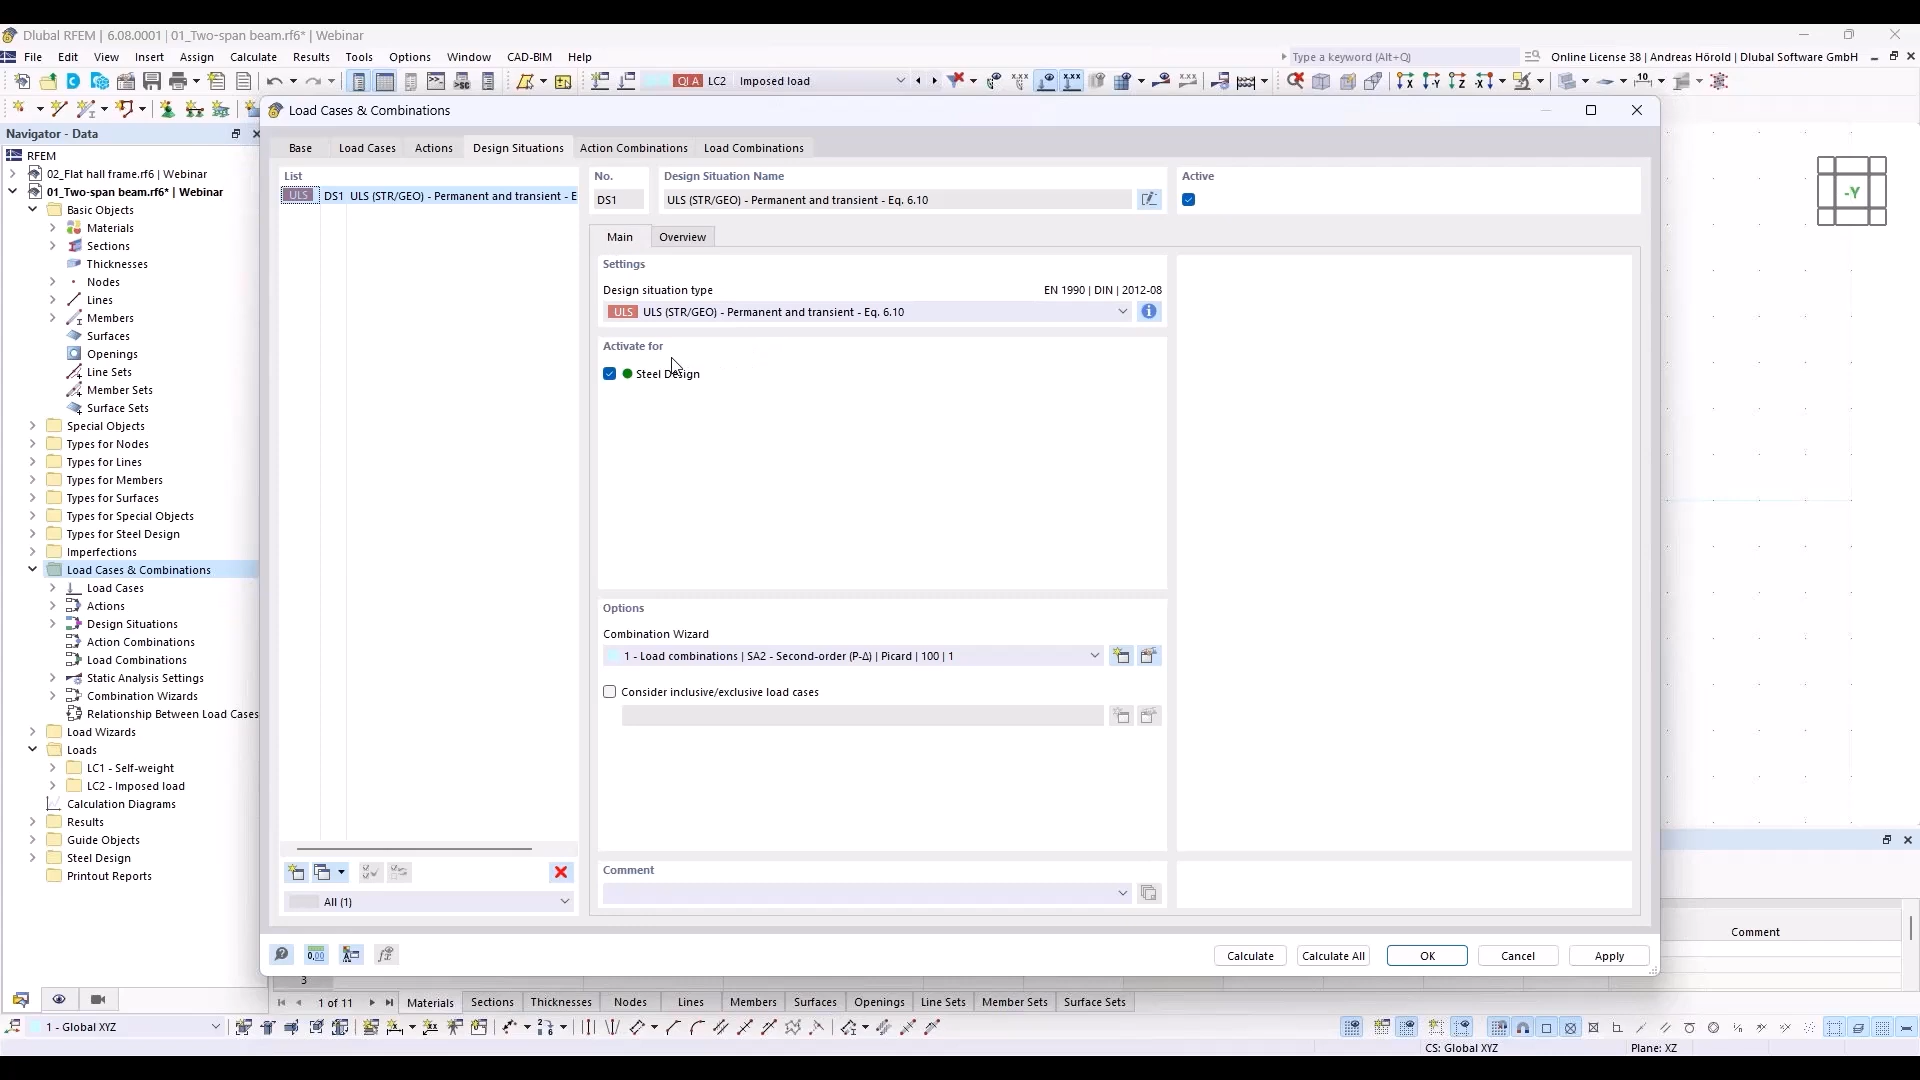 Dlubal RFEM | 6.08.0001 | 01_Two-span beam.rf6* | Webinar
File Edit View Insert Assign Calculate Results Tools Options Window CAD-BIM Help
Type a keyword (Alt+Q)
Online License 38 | Andreas Hörold | Dlubal Software GmbH
QI A LC2 Imposed load
Load Cases & Combinations
Navigator - Data
RFEM
02_Flat hall frame.rf6 | Webinar
01_Two-span beam.rf6* | Webinar
Basic Objects
Materials
Sections
Thicknesses
Nodes
Lines
Members
Surfaces
Openings
Line Sets
Member Sets
Surface Sets
Special Objects
Types for Nodes
Types for Lines
Types for Members
Types for Surfaces
Types for Special Objects
Types for Steel Design
Imperfections
Load Cases & Combinations
Load Cases
Actions
Design Situations
Action Combinations
Load Combinations
Static Analysis Settings
Combination Wizards
Relationship Between Load Cases
Load Wizards
Loads
LC1 - Self-weight
LC2 - Imposed load
Calculation Diagrams
Results
Guide Objects
Steel Design
Printout Reports
Base Load Cases Actions Design Situations Action Combinations Load Combinations
List
ULS DS1 ULS (STR/GEO) - Permanent and transient - E
All (1)
No.
DS1
Design Situation Name
ULS (STR/GEO) - Permanent and transient - Eq. 6.10
Active
Main Overview
Settings
Design situation type EN 1990 | DIN | 2012-08
ULS ULS (STR/GEO) - Permanent and transient - Eq. 6.10
Activate for
Steel Design
Options
Combination Wizard
1 - Load combinations | SA2 - Second-order (P-Δ) | Picard | 100 | 1
Consider inclusive/exclusive load cases
Comment
Calculate Calculate All OK Cancel Apply
-Y
Comment
3
1 of 11 Materials Sections Thicknesses Nodes Lines Members Surfaces Openings Line Sets Member Sets Surface Sets
1 - Global XYZ
CS: Global XYZ Plane: XZ